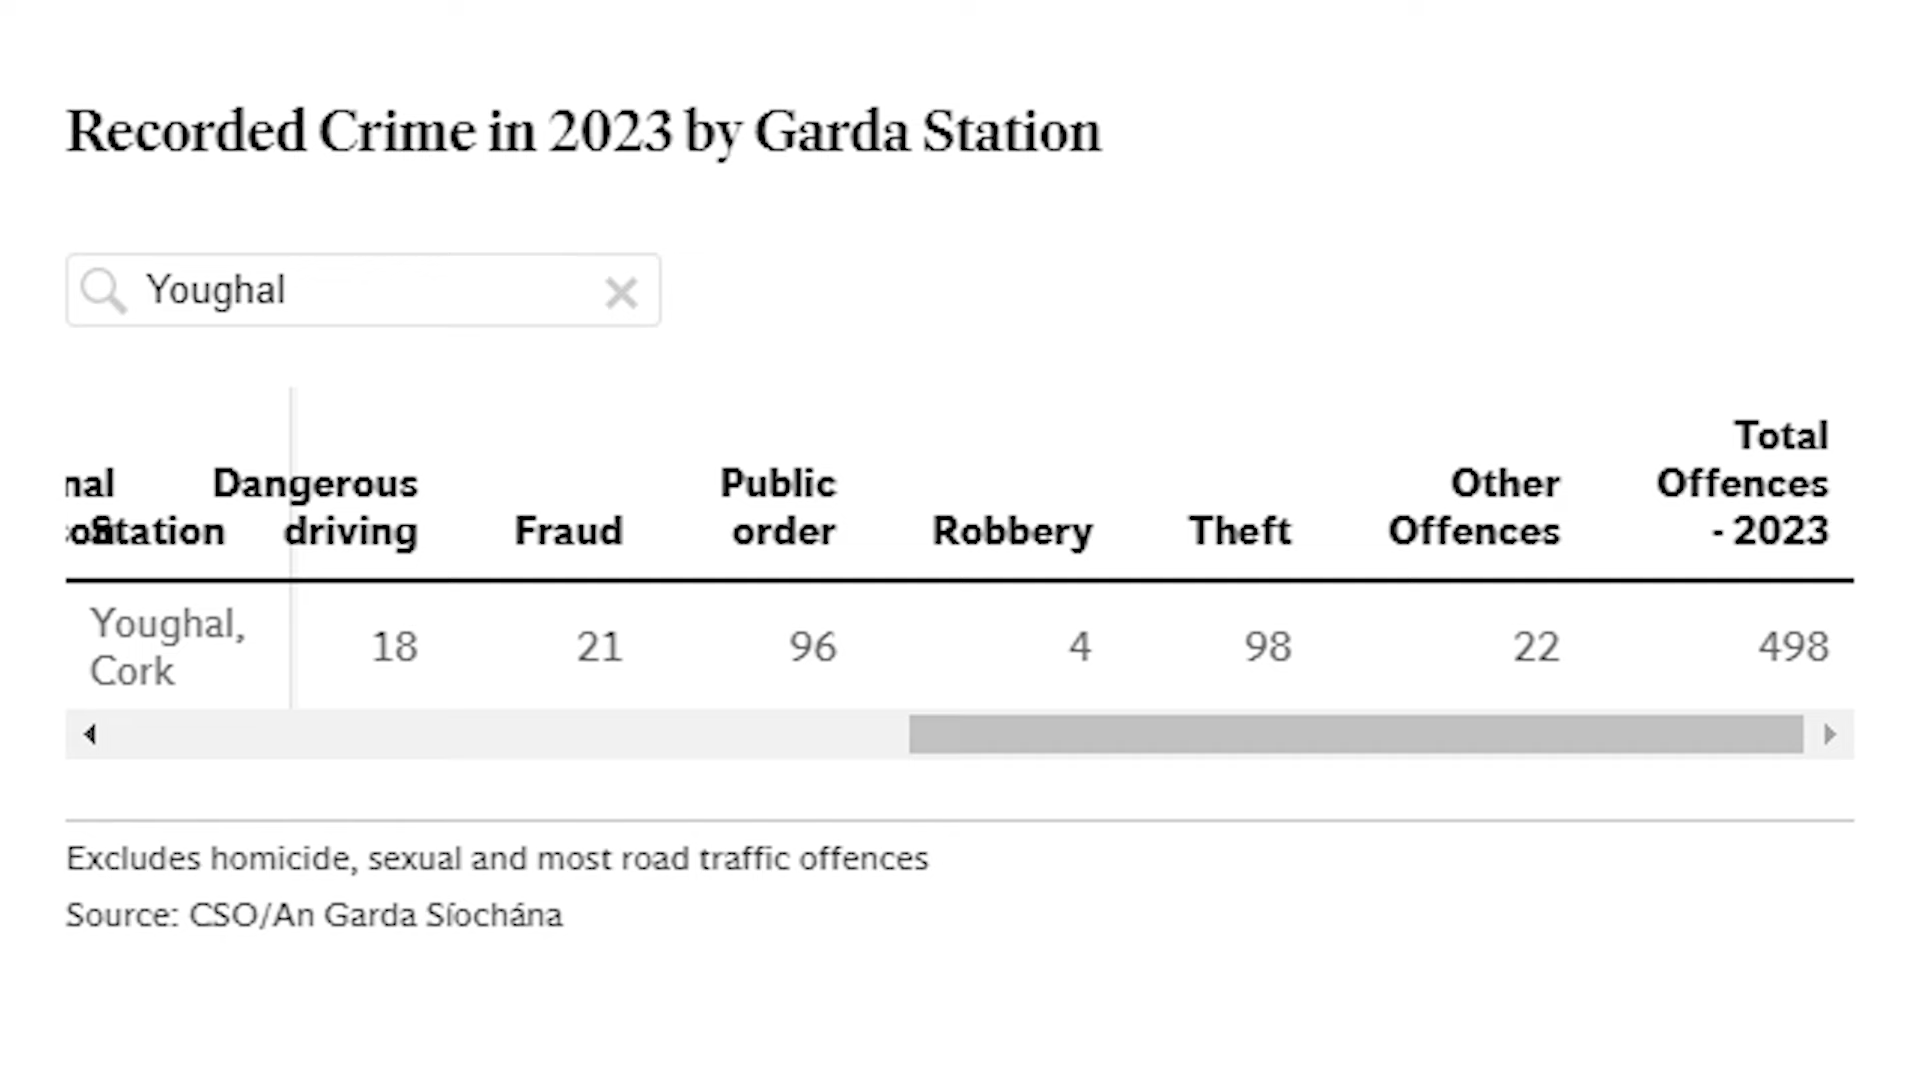 Recorded Crime in 2023 by Garda Station
Youghal
Total
Dangerous Public Other Offences
Station driving Fraud order Robbery Theft Offences - 2023
Youghal,
Cork 18 21 96 4 98 22 498
Excludes homicide, sexual and most road traffic offences
Source: CSO/An Garda Síochána